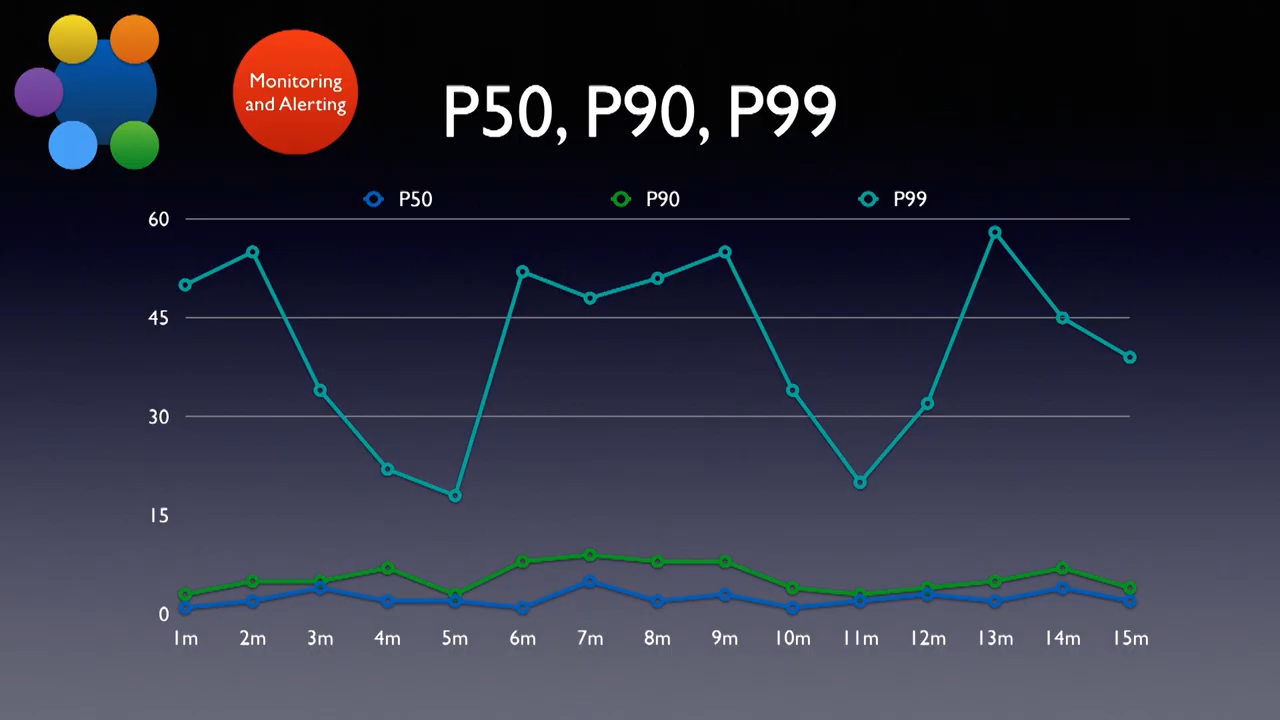 Monitoring
and Alerting
P50, P90, P99
P50
P90
P99
60
45
30
15
0
1m
2m
3m
4m
5m
6m
7m
8m
9m
10m
11m
12m
13m
14m
15m